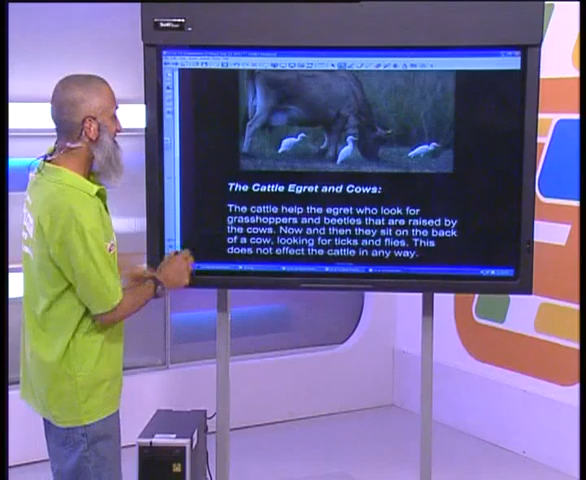 The Cattle Egret and Cows:
The cattle help the egret who look for
grasshoppers and beetles that are raised by
the cows. Now and then they sit on the back
of a cow, looking for ticks and flies. This
does not effect the cattle in any way.